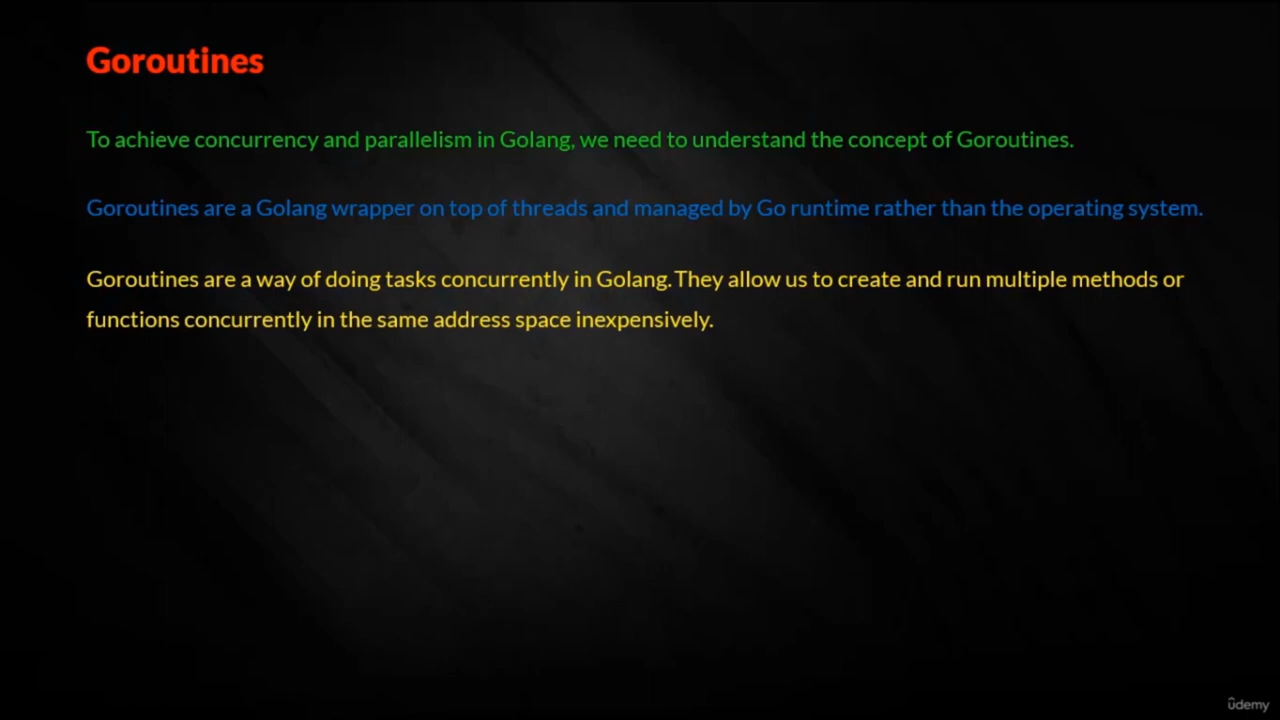 Goroutines
To achieve concurrency and parallelism in Golang, we need to understand the concept of Goroutines.
Goroutines are a Golang wrapper on top of threads and managed by Go runtime rather than the operating system.
Goroutines are a way of doing tasks concurrently in Golang. They allow us to create and run multiple methods or
functions concurrently in the same address space inexpensively.
ûdemy